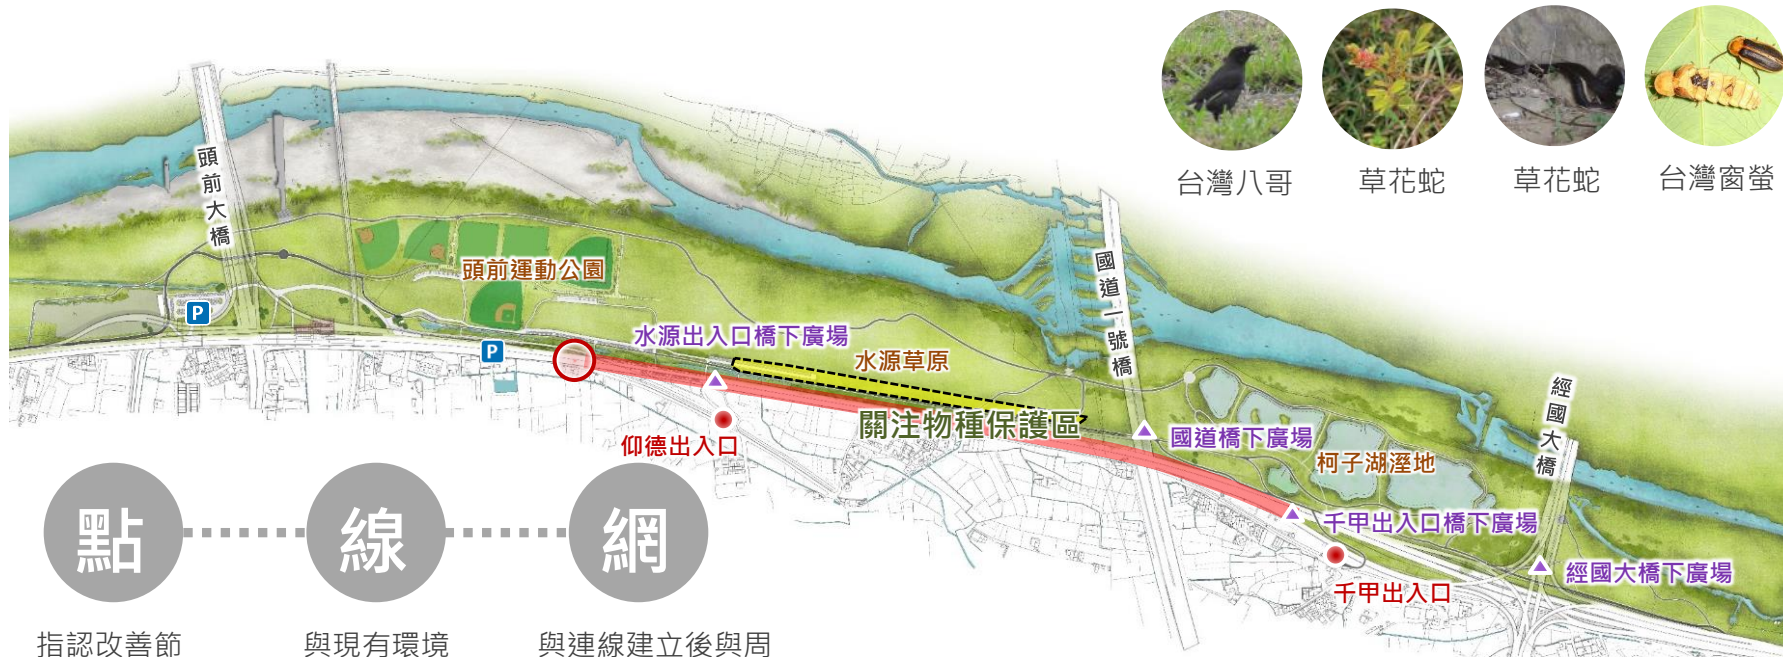 台灣八哥
草花蛇
草花蛇
台灣窗螢
頭前大橋
頭前運動公園
P
P
水源出入口橋下廣場
水源草原
國道一號橋
關注物種保護區
仰德出入口
國道橋下廣場
經國大橋
柯子湖溼地
千甲出入口橋下廣場
千甲出入口
經國大橋下廣場
點
線
網
指認改善節
與現有環境
與連線建立後與周